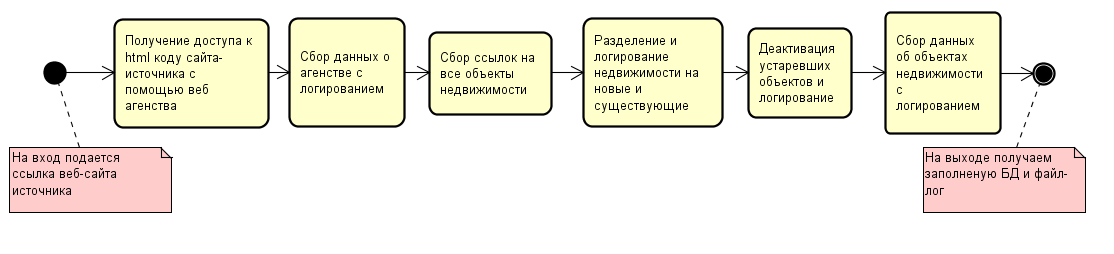 Получение доступа к
html коду сайта-
источника с
помощью веб
агенства
Сбор данных о
агенстве с
логированием
Сбор ссылок на
все объекты
недвижимости
Разделение и
логирование
недвижимости на
новые и
существующие
Деактивация
устаревших
объектов и
логирование
Сбор данных
об объектах
недвижимости
с
логированием
На вход подается
ссылка веб-сайта
источника
На выходе получаем
заполненую БД и файл-
лог